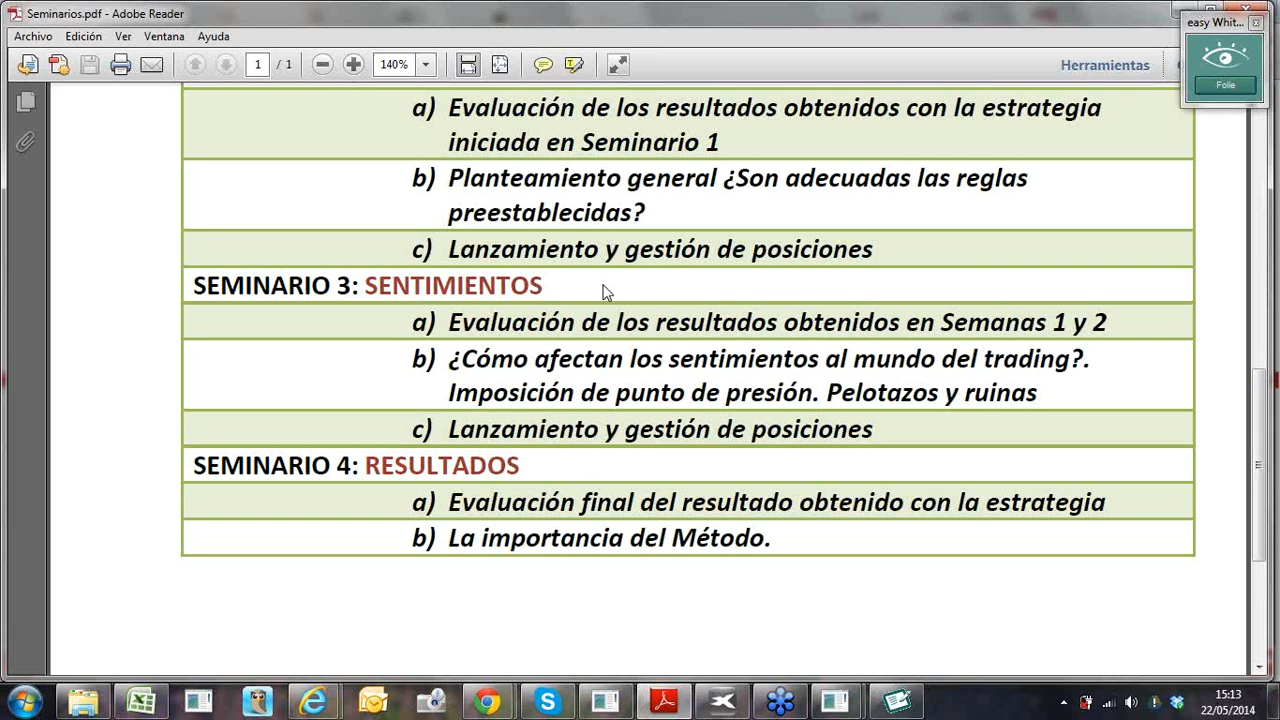 Seminarios.pdf - Adobe Reader
easy Whit...
Archivo Edición Ver Ventana Ayuda
1 / 1 140% Herramientas
Folie
a) Evaluación de los resultados obtenidos con la estrategia
iniciada en Seminario 1
b) Planteamiento general ¿Son adecuadas las reglas
preestablecidas?
c) Lanzamiento y gestión de posiciones
SEMINARIO 3: SENTIMIENTOS
a) Evaluación de los resultados obtenidos en Semanas 1 y 2
b) ¿Cómo afectan los sentimientos al mundo del trading?.
Imposición de punto de presión. Pelotazos y ruinas
c) Lanzamiento y gestión de posiciones
SEMINARIO 4: RESULTADOS
a) Evaluación final del resultado obtenido con la estrategia
b) La importancia del Método.
15:13
22/05/2014